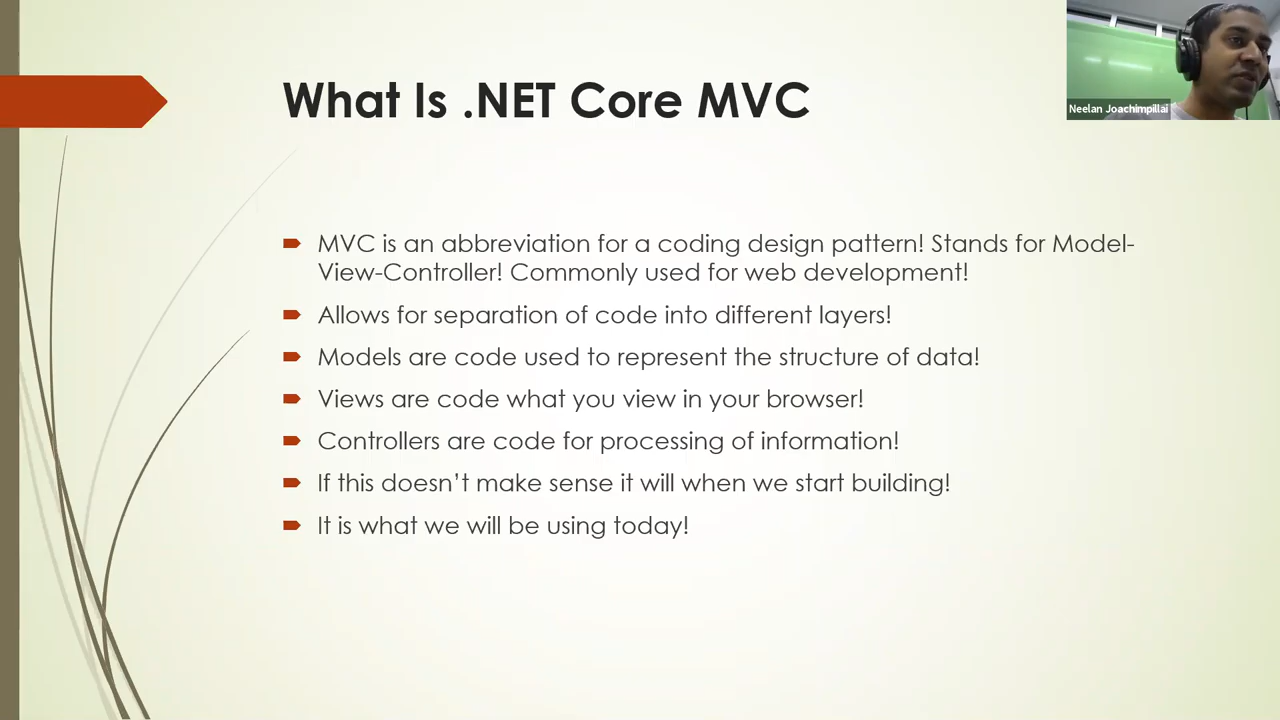 What Is .NET Core MVC
Neelan Joachimpillai
MVC is an abbreviation for a coding design pattern! Stands for Model-
View-Controller! Commonly used for web development!
Allows for separation of code into different layers!
Models are code used to represent the structure of data!
Views are code what you view in your browser!
Controllers are code for processing of information!
If this doesn’t make sense it will when we start building!
It is what we will be using today!